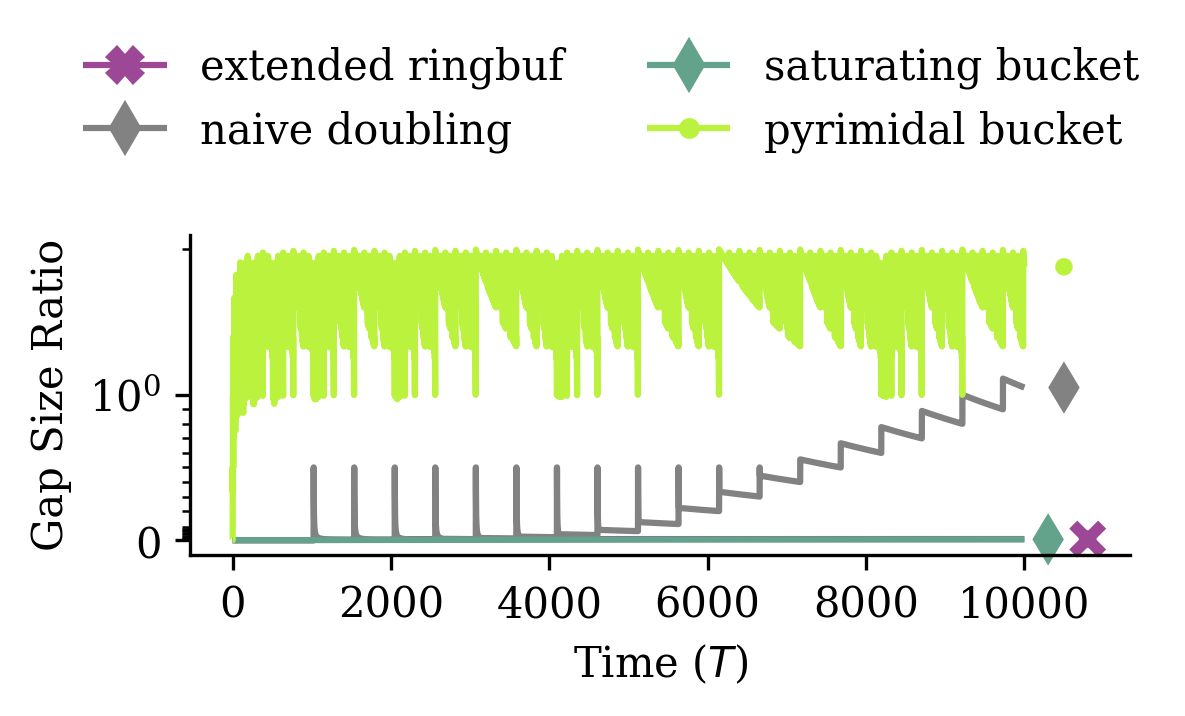 extended ringbuf
saturating bucket
naive doubling
pyrimidal bucket
Gap Size Ratio
10⁰
0
0 2000 4000 6000 8000 10000
Time (T)